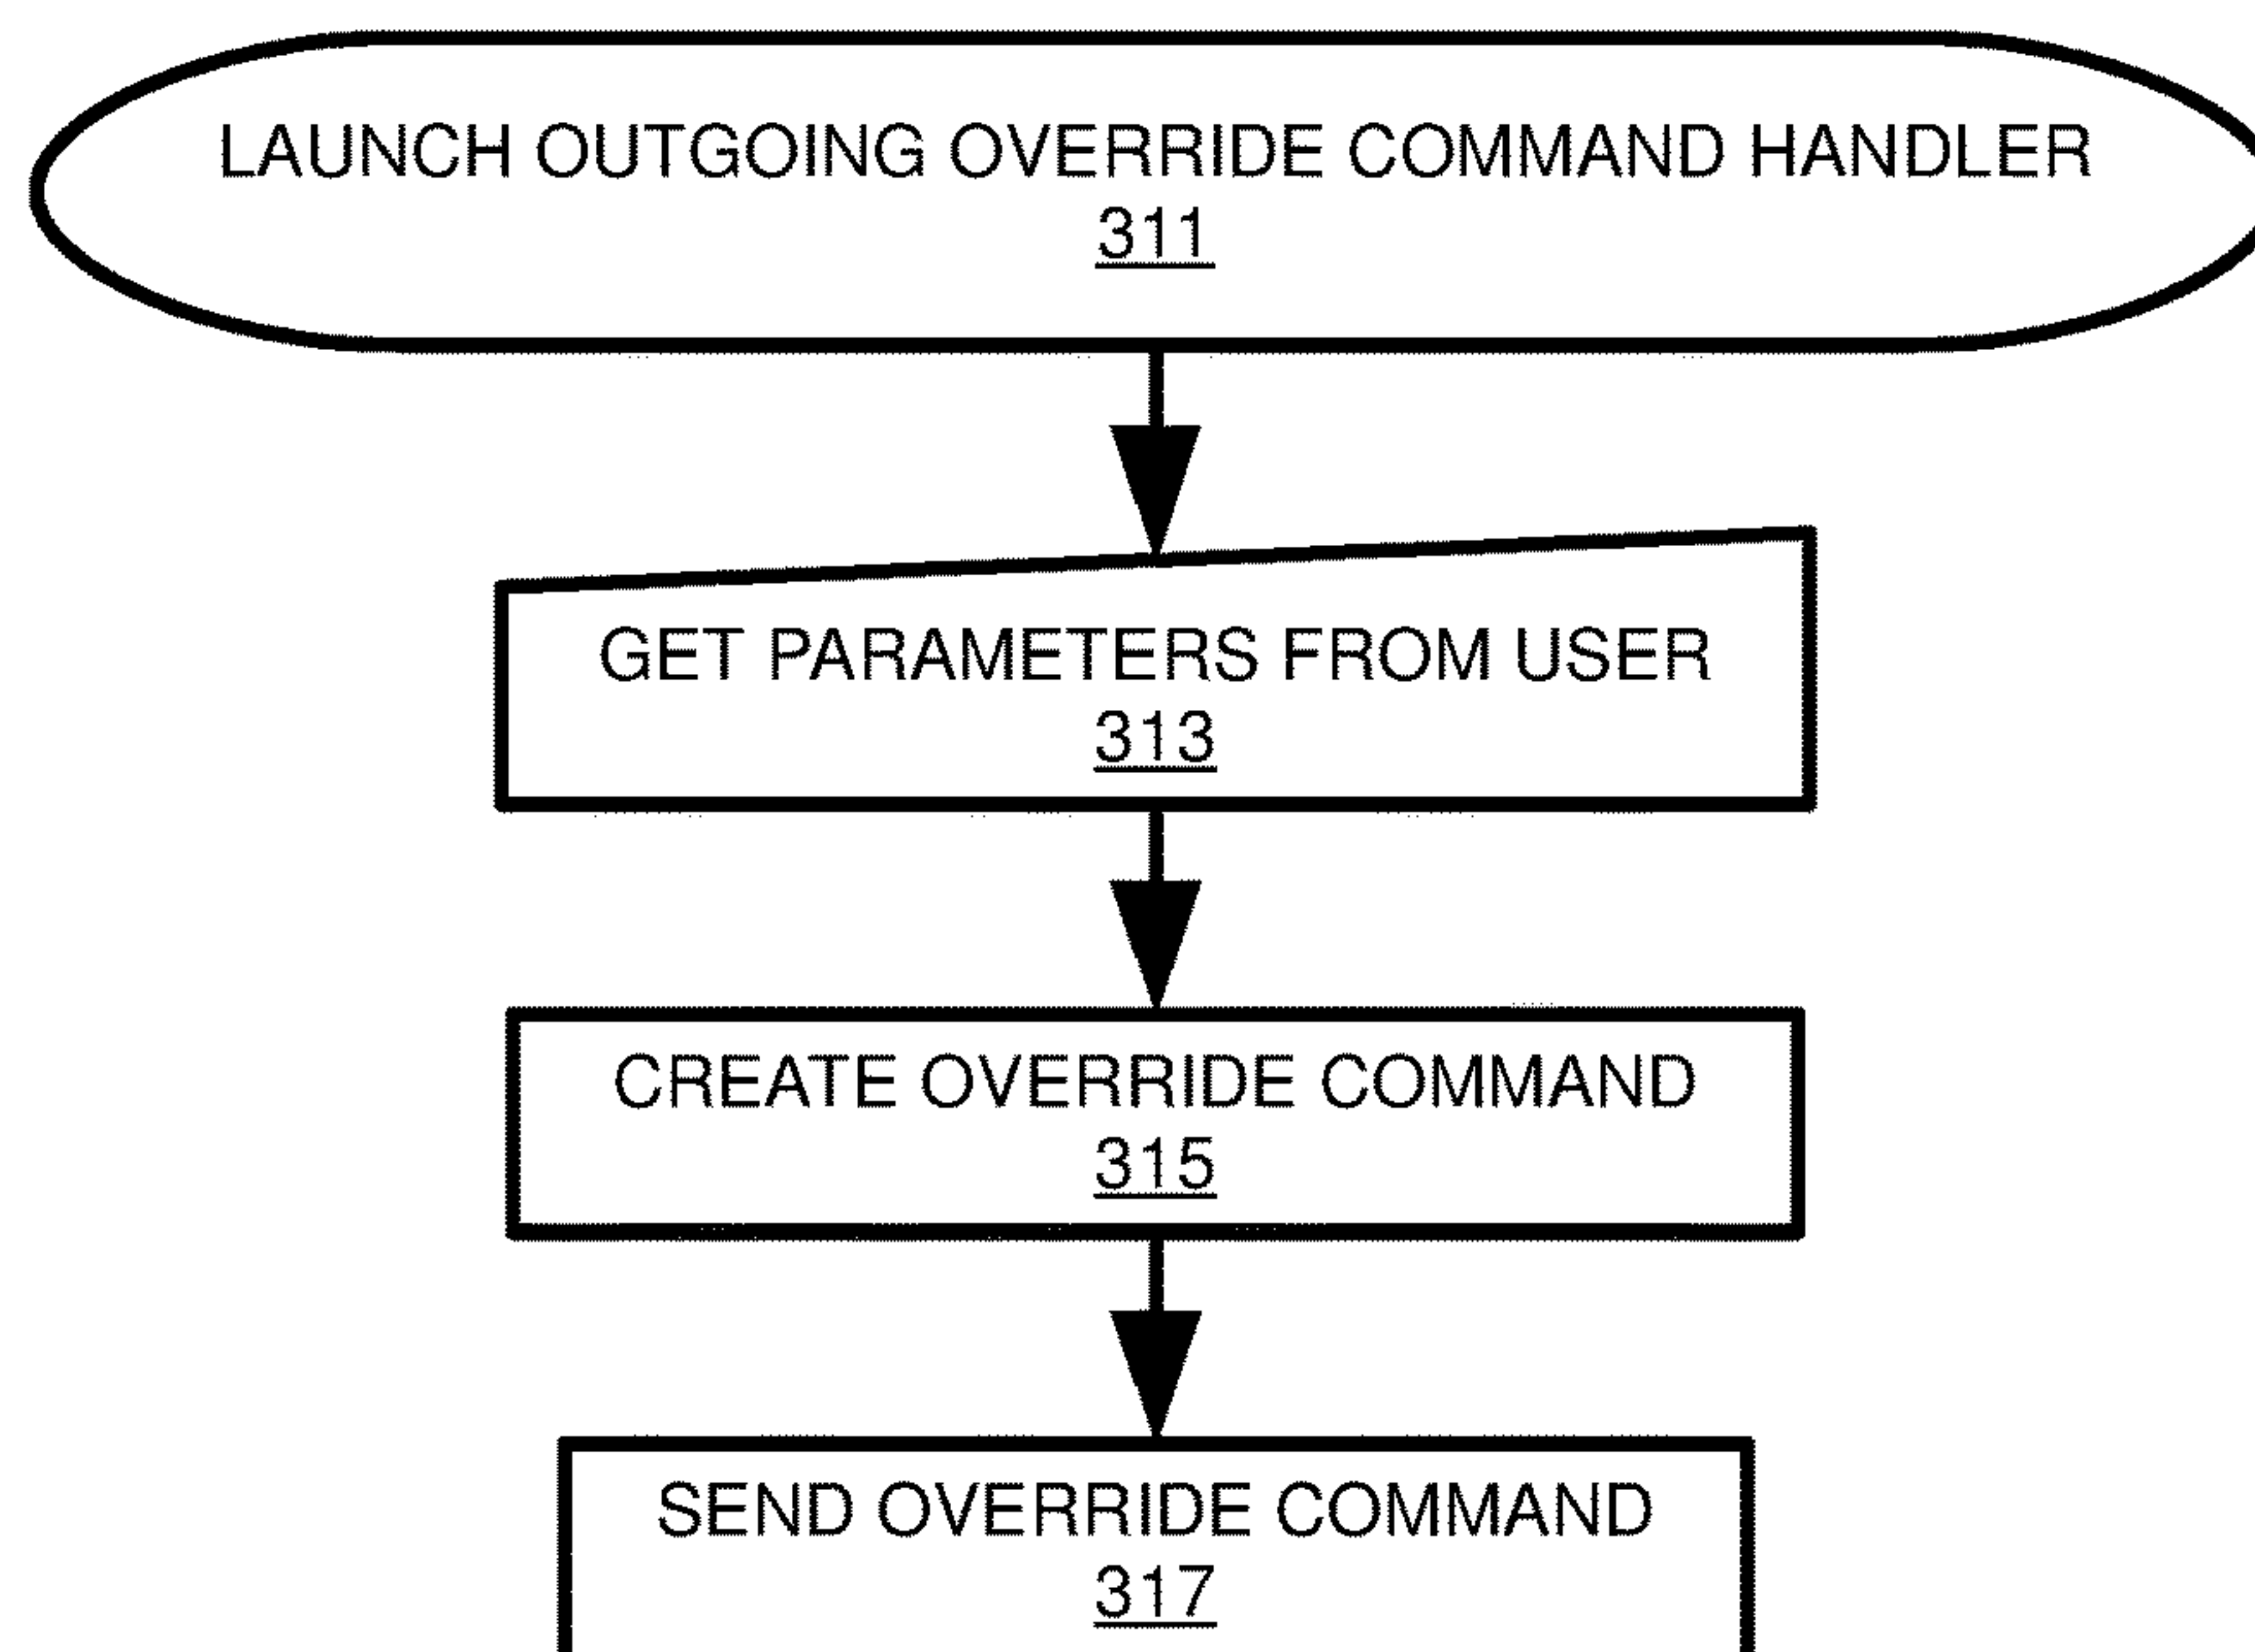 LAUNCH OUTGOING OVERRIDE COMMAND HANDLER
311
GET PARAMETERS FROM USER
313
CREATE OVERRIDE COMMAND
315
SEND OVERRIDE COMMAND
317